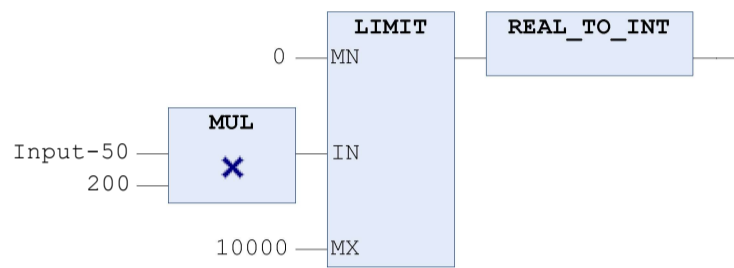 LIMIT
REAL_TO_INT
0
MN
MUL
Input-50
IN
200
10000
MX